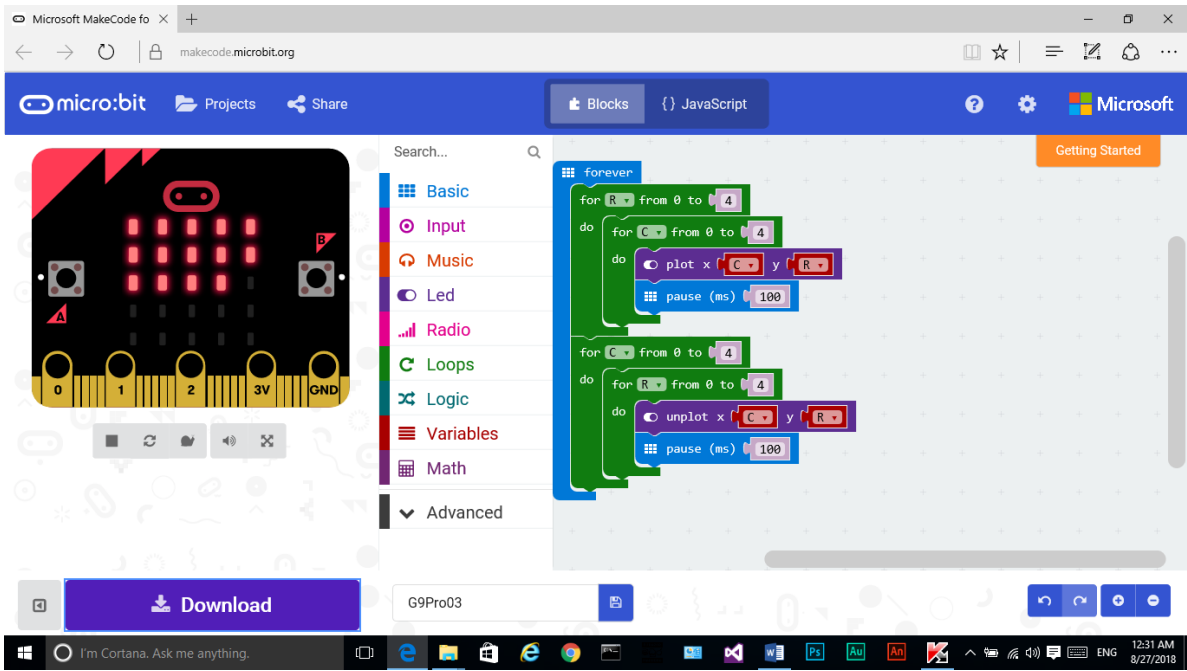 Microsoft MakeCode fo
makecode.microbit.org
micro:bit
Projects
Share
Blocks
{} JavaScript
Microsoft
Getting Started
Search...
Basic
Input
Music
Led
Radio
Loops
Logic
Variables
Math
Advanced
A
B
0 1 2 3V GND
forever
for R from 0 to 4
do for C from 0 to 4
do plot x C y R
pause (ms) 100
for C from 0 to 4
do for R from 0 to 4
do unplot x C y R
pause (ms) 100
Download
G9Pro03
I'm Cortana. Ask me anything.
Ps
Au
An
ENG
12:31 AM
8/27/2018